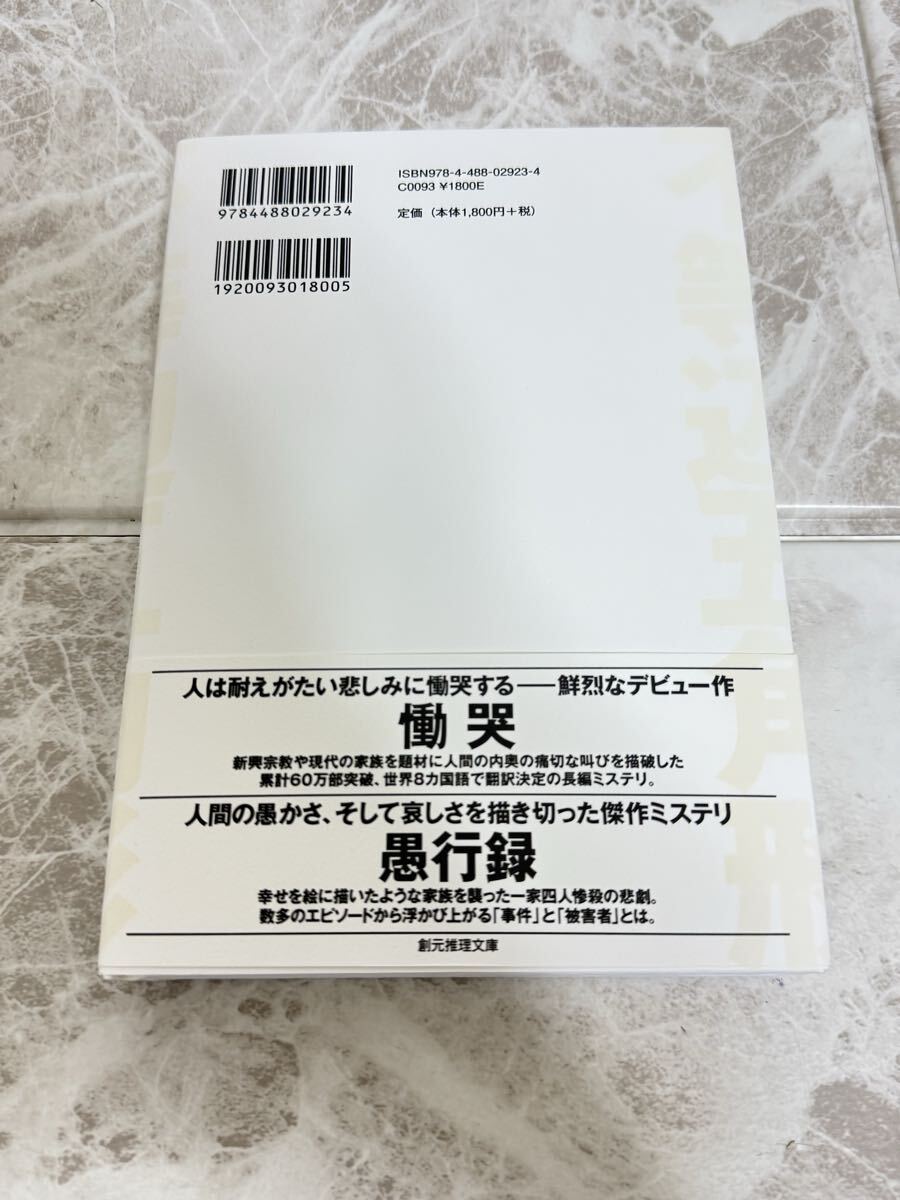 9784488029234
1920093018005
ISBN978-4-488-02923-4
C0093 ¥1800E
定価（本体1,800円＋税）
人は耐えがたい悲しみに慟哭する――鮮烈なデビュー作
慟哭
新興宗教や現代の家族を題材に人間の内奥の痛切な叫びを描破した
累計60万部突破、世界8カ国語で翻訳決定の長編ミステリ。
人間の愚かさ、そして哀しさを描き切った傑作ミステリ
愚行録
幸せを絵に描いたような家族を襲った一家四人惨殺の悲劇。
数多のエピソードから浮かび上がる「事件」と「被害者」とは。
創元推理文庫